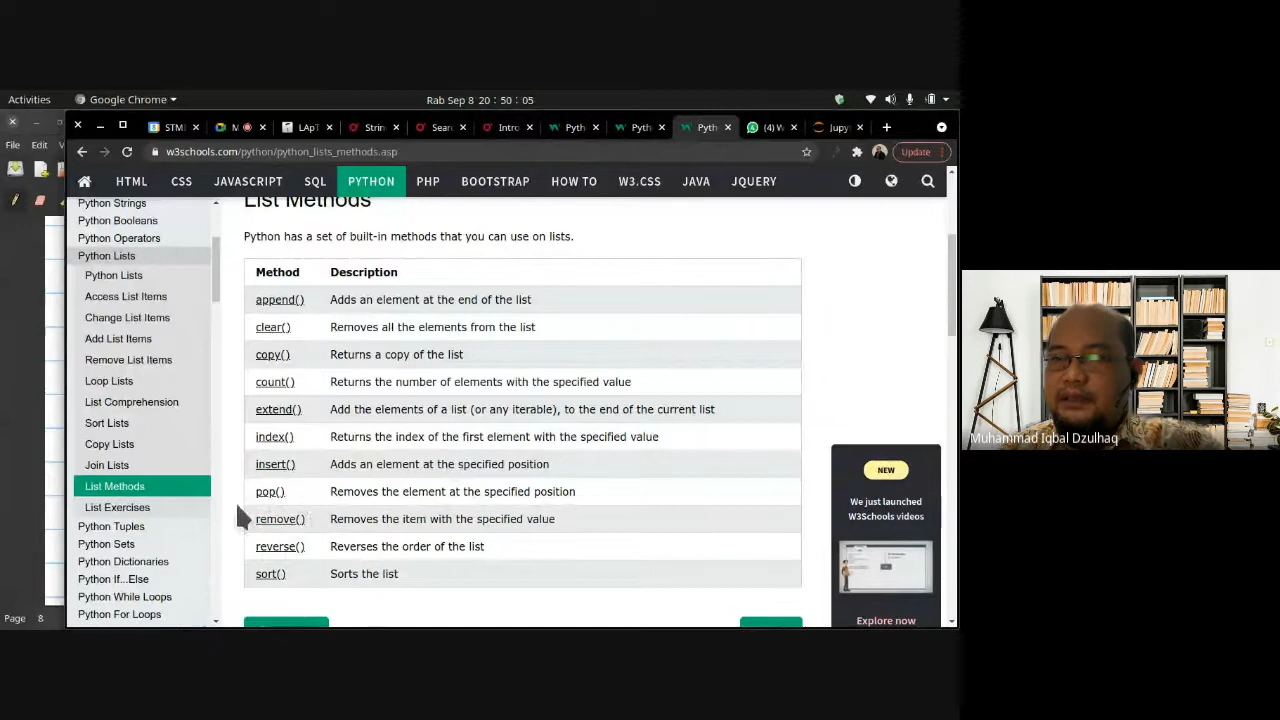 Activities
Google Chrome
Rab Sep 8 20:50:05
STMI
M
LApT
Strin
Sear
Intro
Pyth
Pyth
Pyth
(4) W
Jupy
File Edit
w3schools.com/python/python_lists_methods.asp
Update
HTML CSS JAVASCRIPT SQL PYTHON PHP BOOTSTRAP HOW TO W3.CSS JAVA JQUERY
Python Strings
Python Booleans
Python Operators
Python Lists
Python Lists
Access List Items
Change List Items
Add List Items
Remove List Items
Loop Lists
List Comprehension
Sort Lists
Copy Lists
Join Lists
List Methods
List Exercises
Python Tuples
Python Sets
Python Dictionaries
Python If...Else
Python While Loops
Python For Loops
List Methods
Python has a set of built-in methods that you can use on lists.
Method Description
append() Adds an element at the end of the list
clear() Removes all the elements from the list
copy() Returns a copy of the list
count() Returns the number of elements with the specified value
extend() Add the elements of a list (or any iterable), to the end of the current list
index() Returns the index of the first element with the specified value
insert() Adds an element at the specified position
pop() Removes the element at the specified position
remove() Removes the item with the specified value
reverse() Reverses the order of the list
sort() Sorts the list
NEW
We just launched
W3Schools videos
Explore now
Page 8
Muhammad Iqbal Dzulhaq